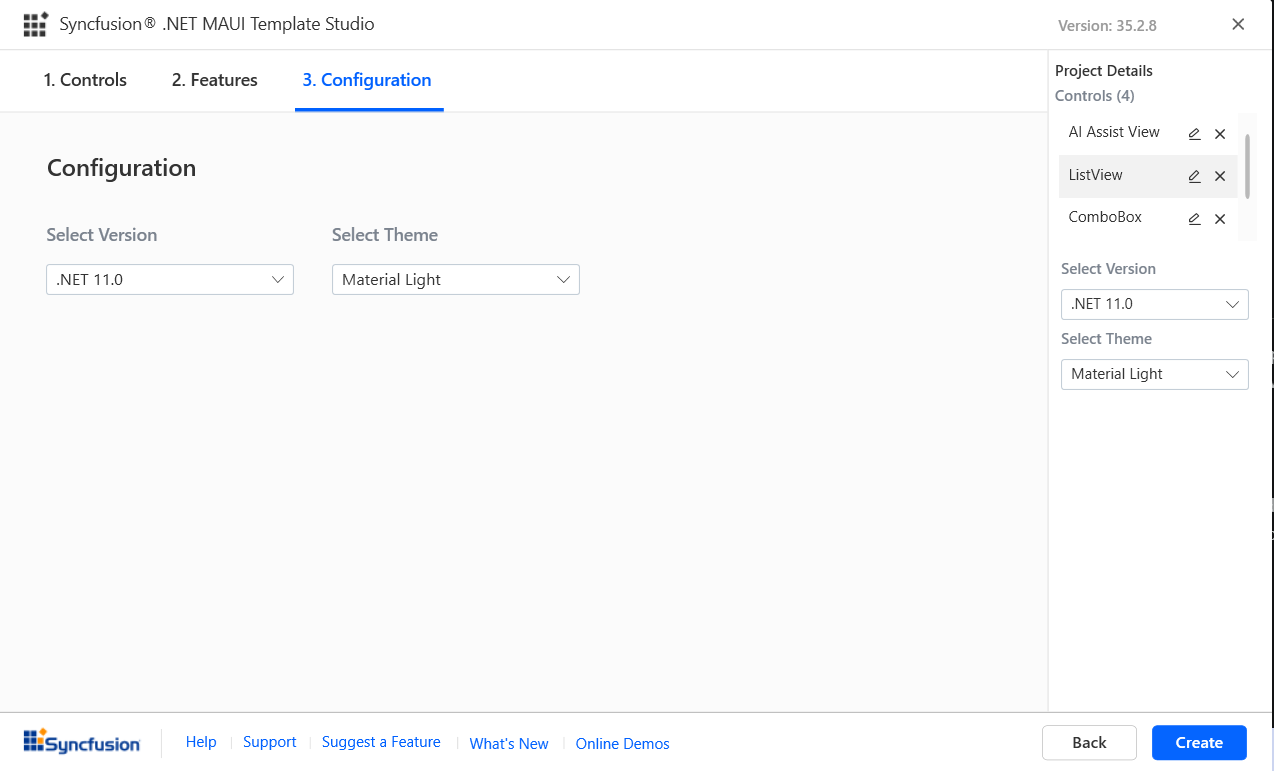 Syncfusion® .NET MAUI Template Studio
Version: 35.2.8
1. Controls
2. Features
3. Configuration
Configuration
Select Version
Select Theme
.NET 11.0
Material Light
Project Details
Controls (4)
AI Assist View
ListView
ComboBox
Select Version
.NET 11.0
Select Theme
Material Light
Syncfusion
Help
Support
Suggest a Feature
What's New
Online Demos
Back
Create